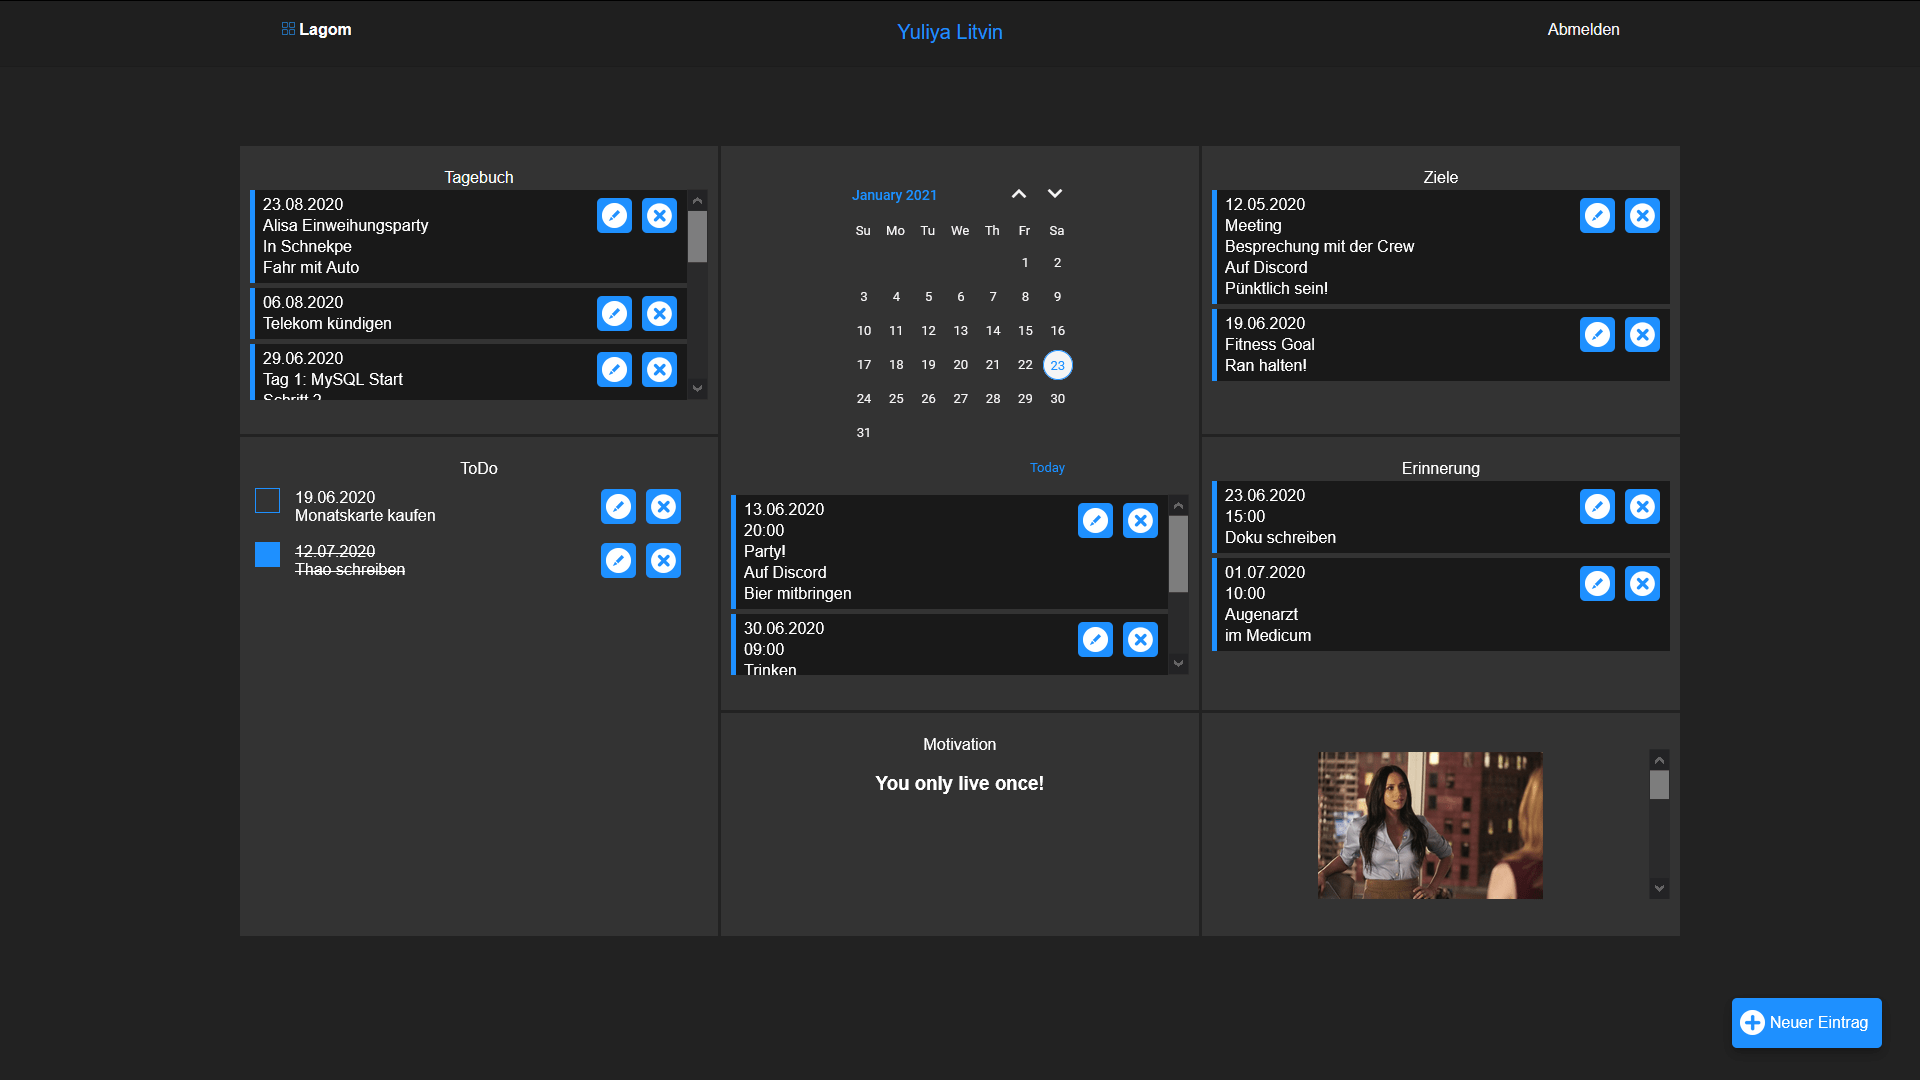 Lagom
Yuliya Litvin
Abmelden
Tagebuch
23.08.2020
Alisa Einweihungsparty
In Schnekpe
Fahr mit Auto
06.08.2020
Telekom kündigen
29.06.2020
Tag 1: MySQL Start
Schritt 2
ToDo
19.06.2020
Monatskarte kaufen
12.07.2020
Thao schreiben
January 2021
Su Mo Tu We Th Fr Sa
1 2
3 4 5 6 7 8 9
10 11 12 13 14 15 16
17 18 19 20 21 22 23
24 25 26 27 28 29 30
31
Today
13.06.2020
20:00
Party!
Auf Discord
Bier mitbringen
30.06.2020
09:00
Trinken
Motivation
You only live once!
Ziele
12.05.2020
Meeting
Besprechung mit der Crew
Auf Discord
Pünktlich sein!
19.06.2020
Fitness Goal
Ran halten!
Erinnerung
23.06.2020
15:00
Doku schreiben
01.07.2020
10:00
Augenarzt
im Medicum
Neuer Eintrag